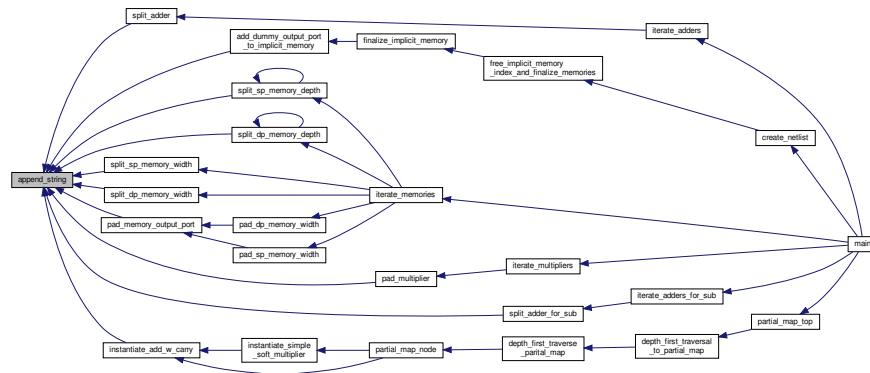 split_adder
iterate_adders
add_dummy_output_port
_to_implicit_memory
finalize_implicit_memory
free_implicit_memory
_index_and_finalize_memories
split_sp_memory_depth
split_dp_memory_depth
create_netlist
split_sp_memory_width
append_string
split_dp_memory_width
iterate_memories
pad_memory_output_port
pad_dp_memory_width
pad_sp_memory_width
main
iterate_multipliers
pad_multiplier
iterate_adders_for_sub
split_adder_for_sub
partial_map_top
instantiate_add_w_carry
instantiate_simple
_soft_multiplier
partial_map_node
depth_first_traverse
_parital_map
depth_first_traversal
_to_partial_map